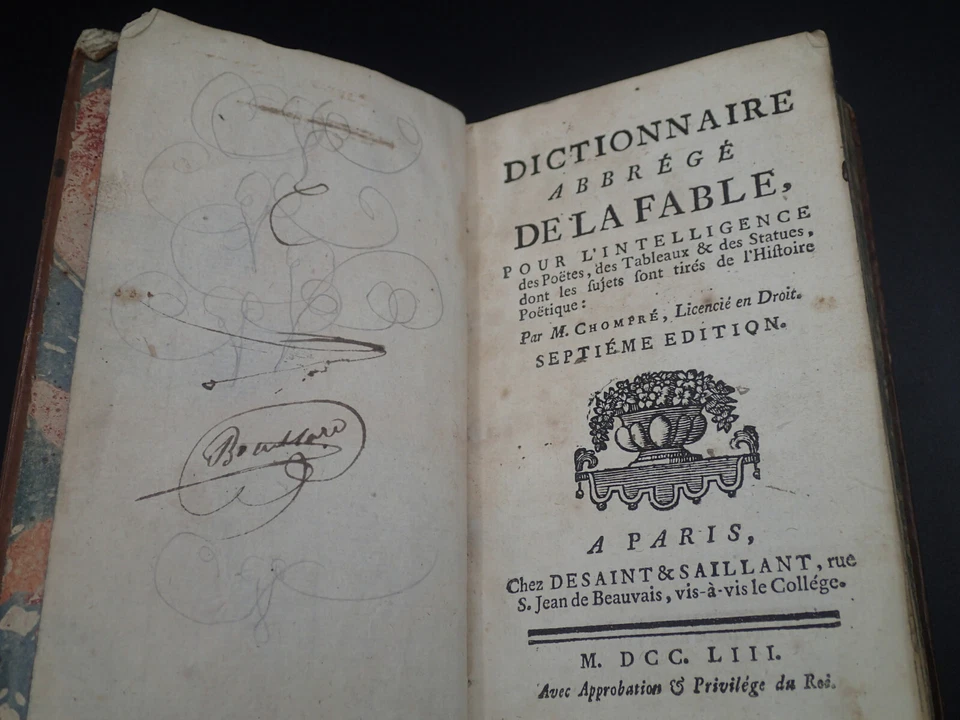 Bouillard
DICTIONNAIRE
ABBRÉGÉ
DE LA FABLE,
POUR L'INTELLIGENCE
des Poëtes, des Tableaux & des Statues,
dont les ſujets ſont tirés de l'Hiſtoire
Poëtique:
Par M. CHOMPRÉ, Licencié en Droit.
SEPTIÉME EDITION.
A PARIS,
Chez DESAINT & SAILLANT, rue
S. Jean de Beauvais, vis-à-vis le Collége.
M. DCC. LIII.
Avec Approbation & Privilége du Roi.